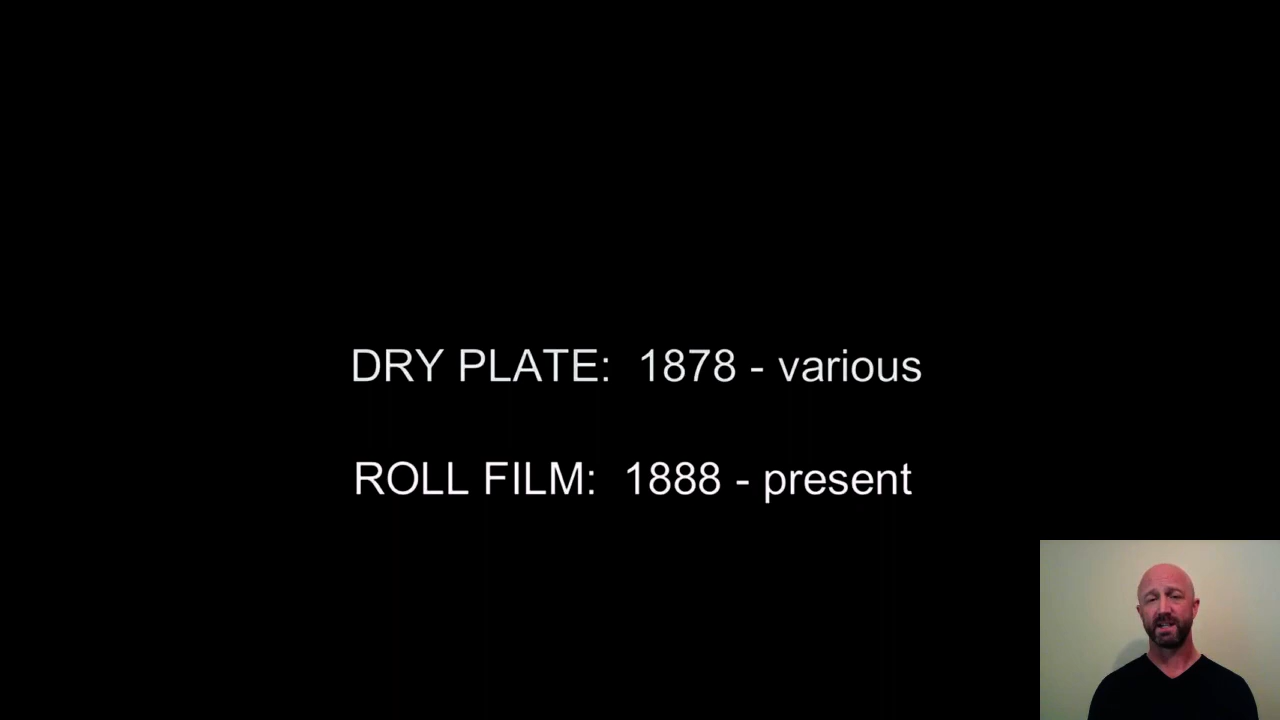 DRY PLATE: 1878 - various
ROLL FILM: 1888 - present